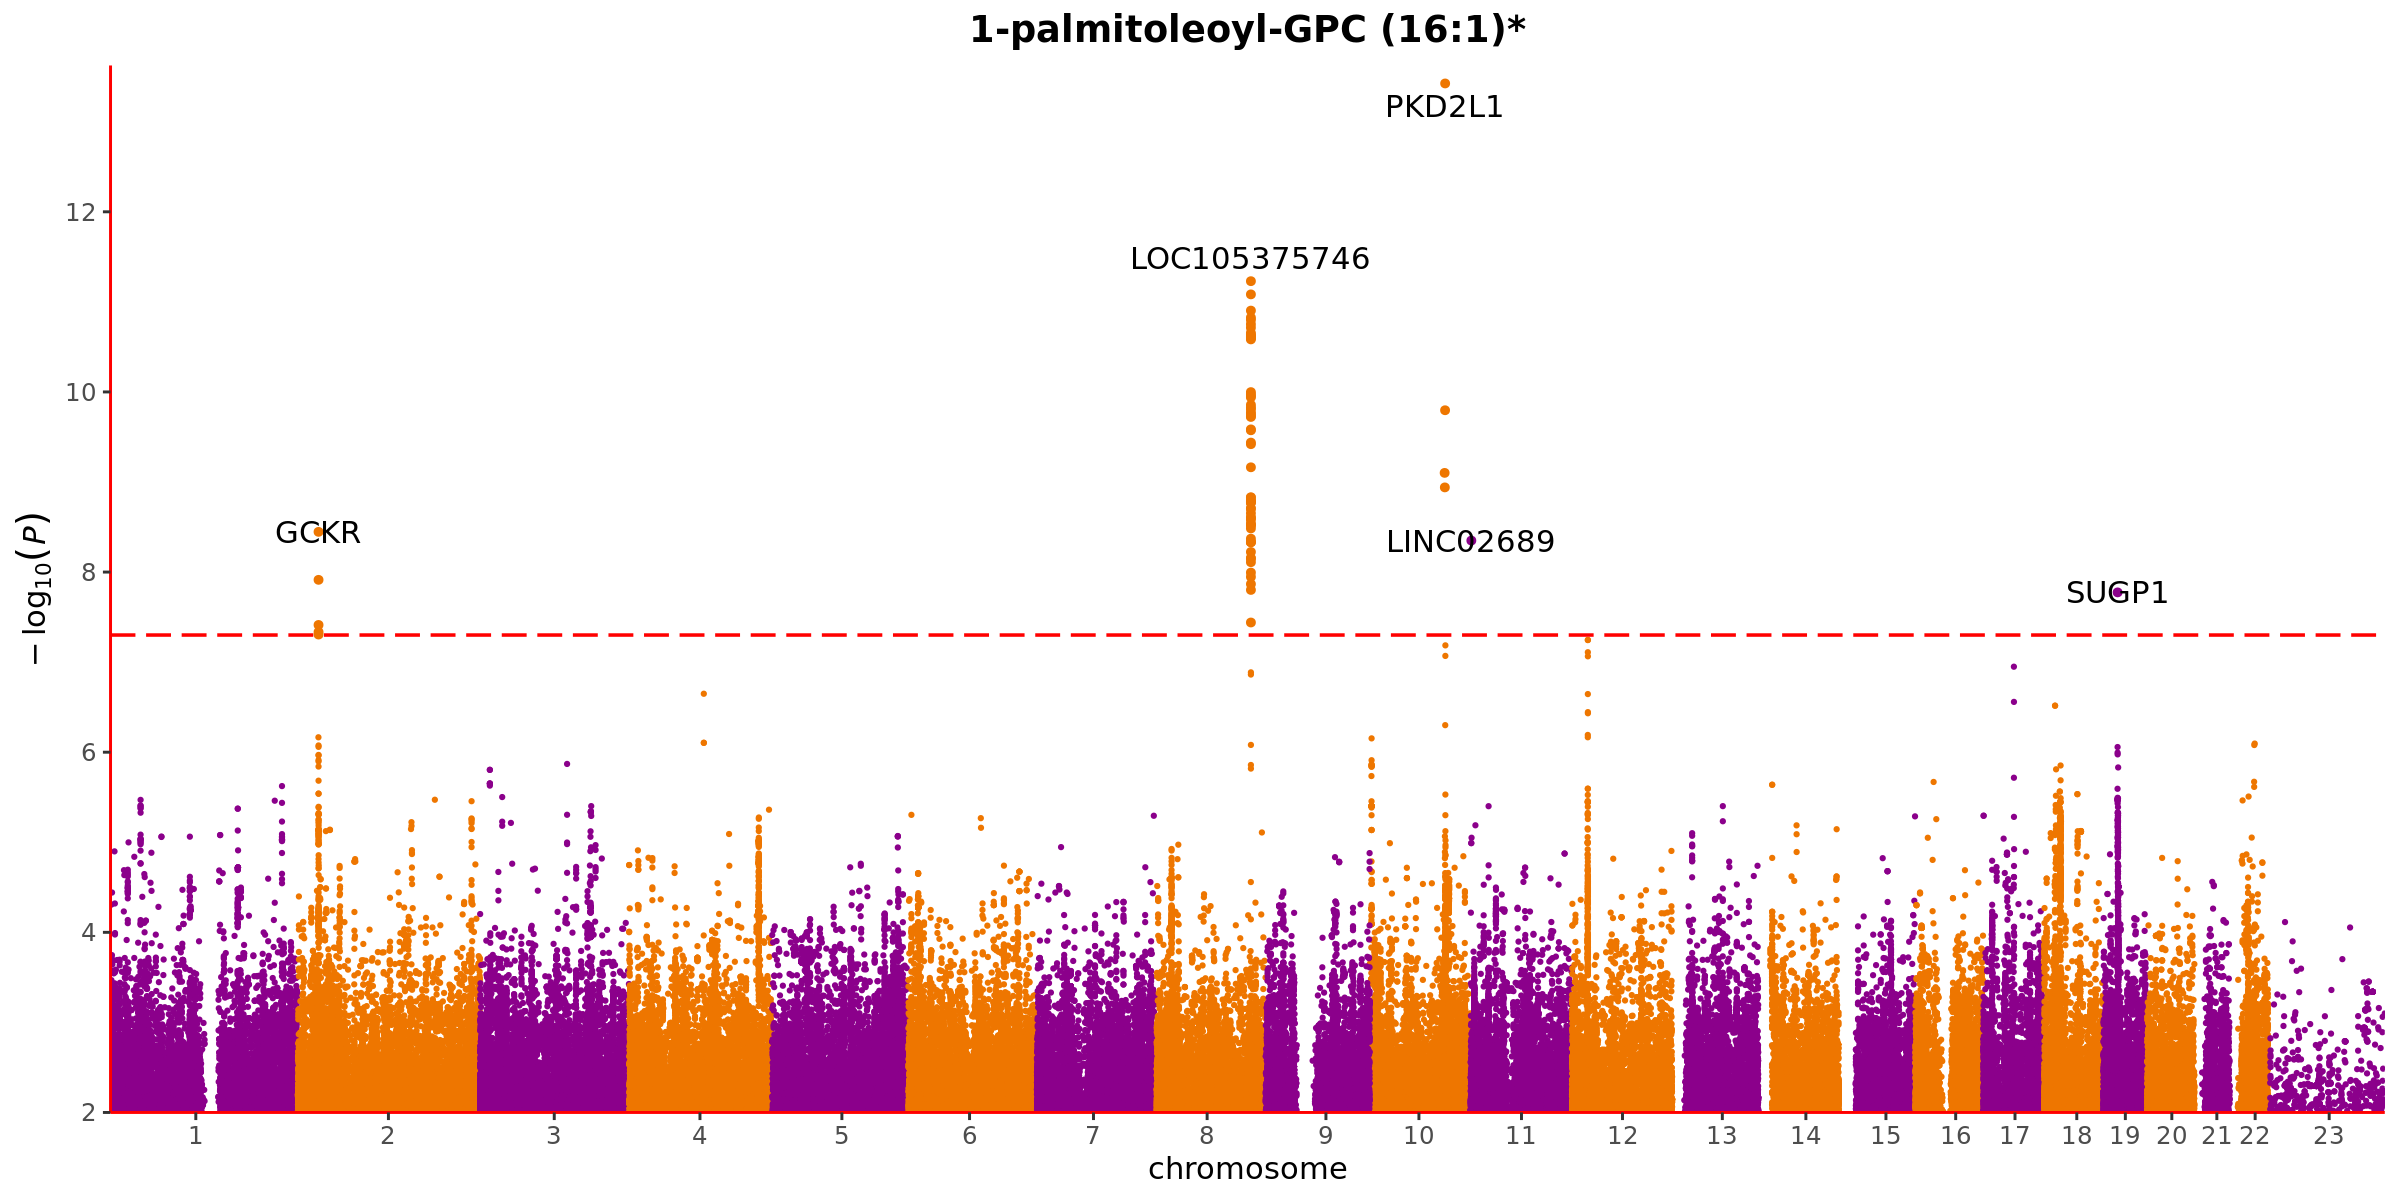 1-palmitoleoyl-GPC (16:1)*
PKD2L1
LOC105375746
GCKR
LINC02689
SUGP1
− log10(P)
12
10
8
6
4
2
1 2 3 4 5 6 7 8 9 10 11 12 13 14 15 16 17 18 19 20 21 22 23
chromosome